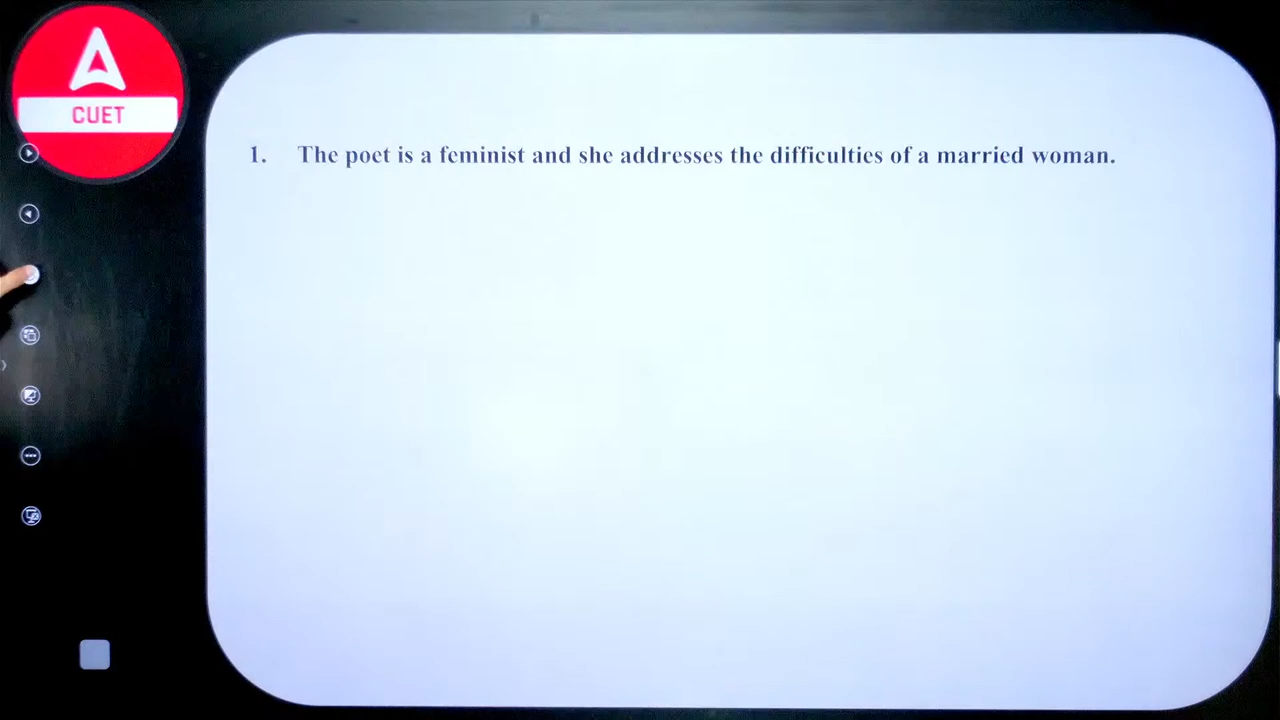 CUET
1. The poet is a feminist and she addresses the difficulties of a married woman.